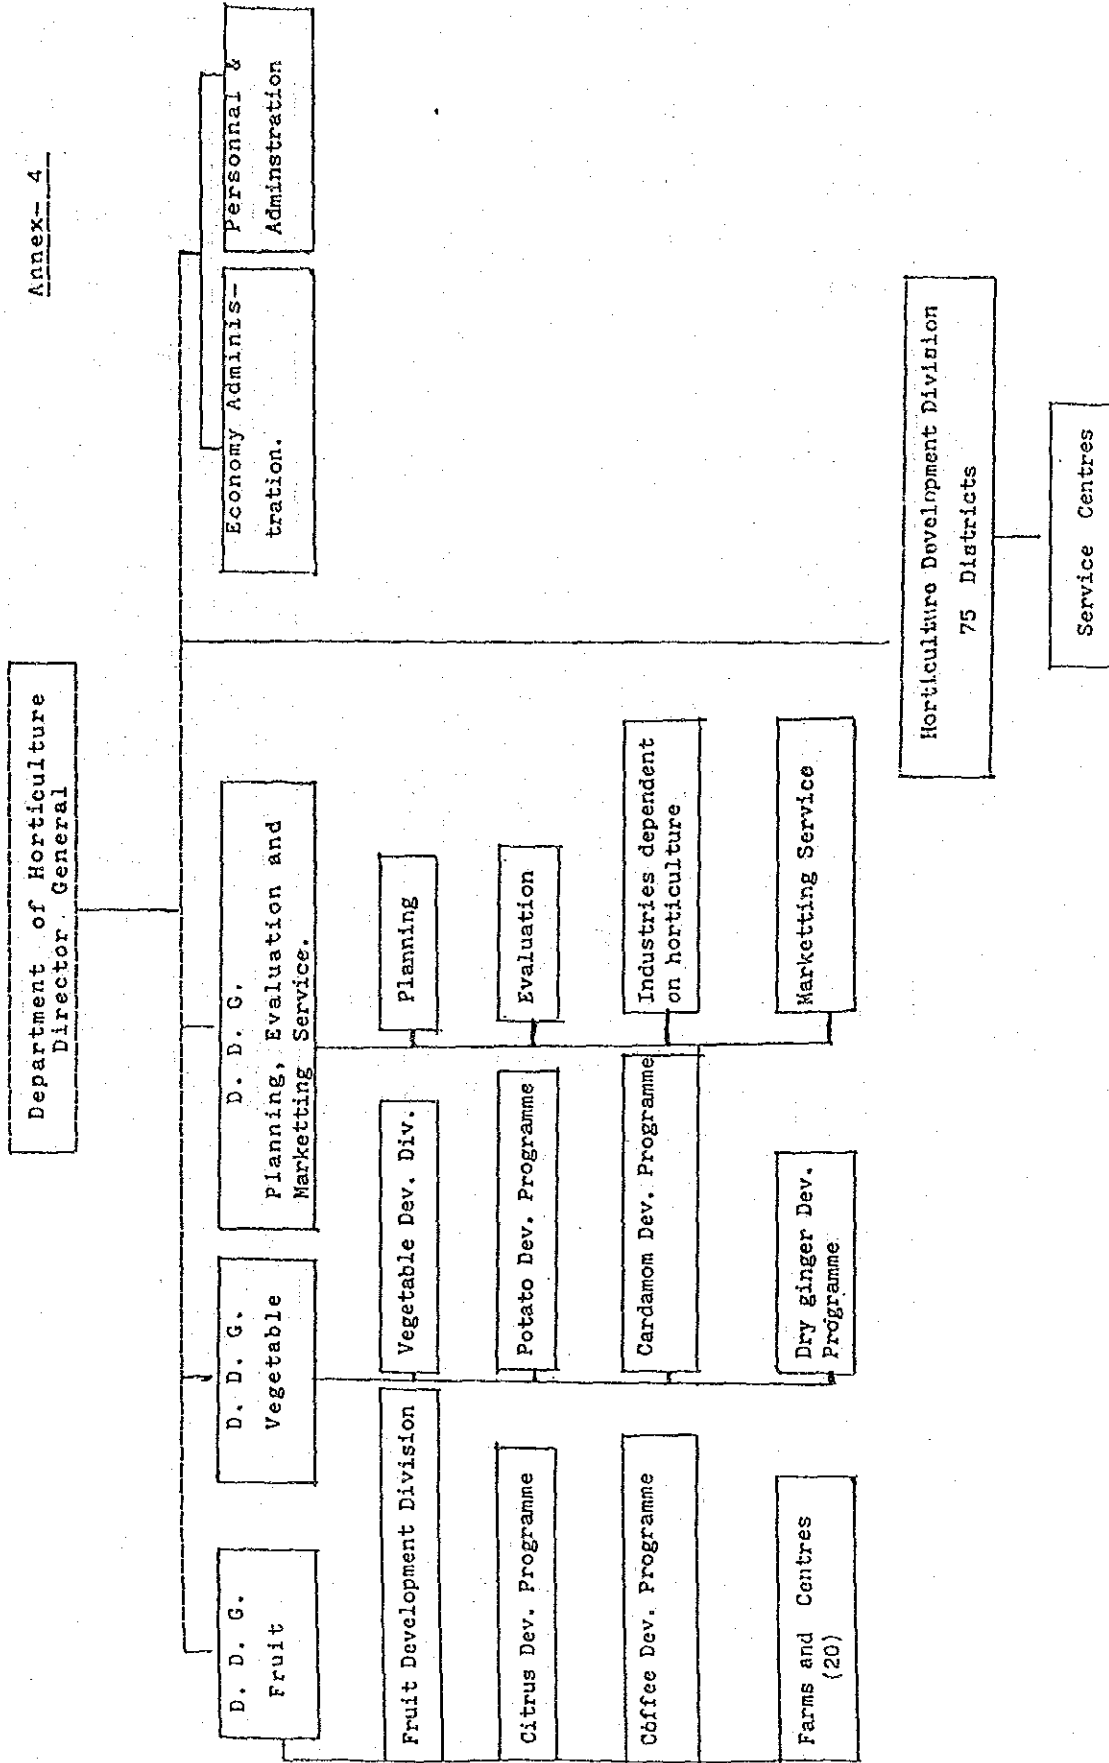 Annex- 4
Department of Horticulture
Director General
D. D. G.
Fruit
D. D. G.
Vegetable
D. D. G.
Planning, Evaluation and
Marketting Service.
Economy Adminis-
tration.
Personnal &
Adminstration
Fruit Development Division
Vegetable Dev. Div.
Planning
Citrus Dev. Programme
Potato Dev. Programme
Evaluation
Coffee Dev. Programme
Cardamom Dev. Programme
Industries dependent
on horticulture
Farms and Centres
(20)
Dry ginger Dev.
Programme
Marketting Service
Horticulture Development Division
75 Districts
Service Centres